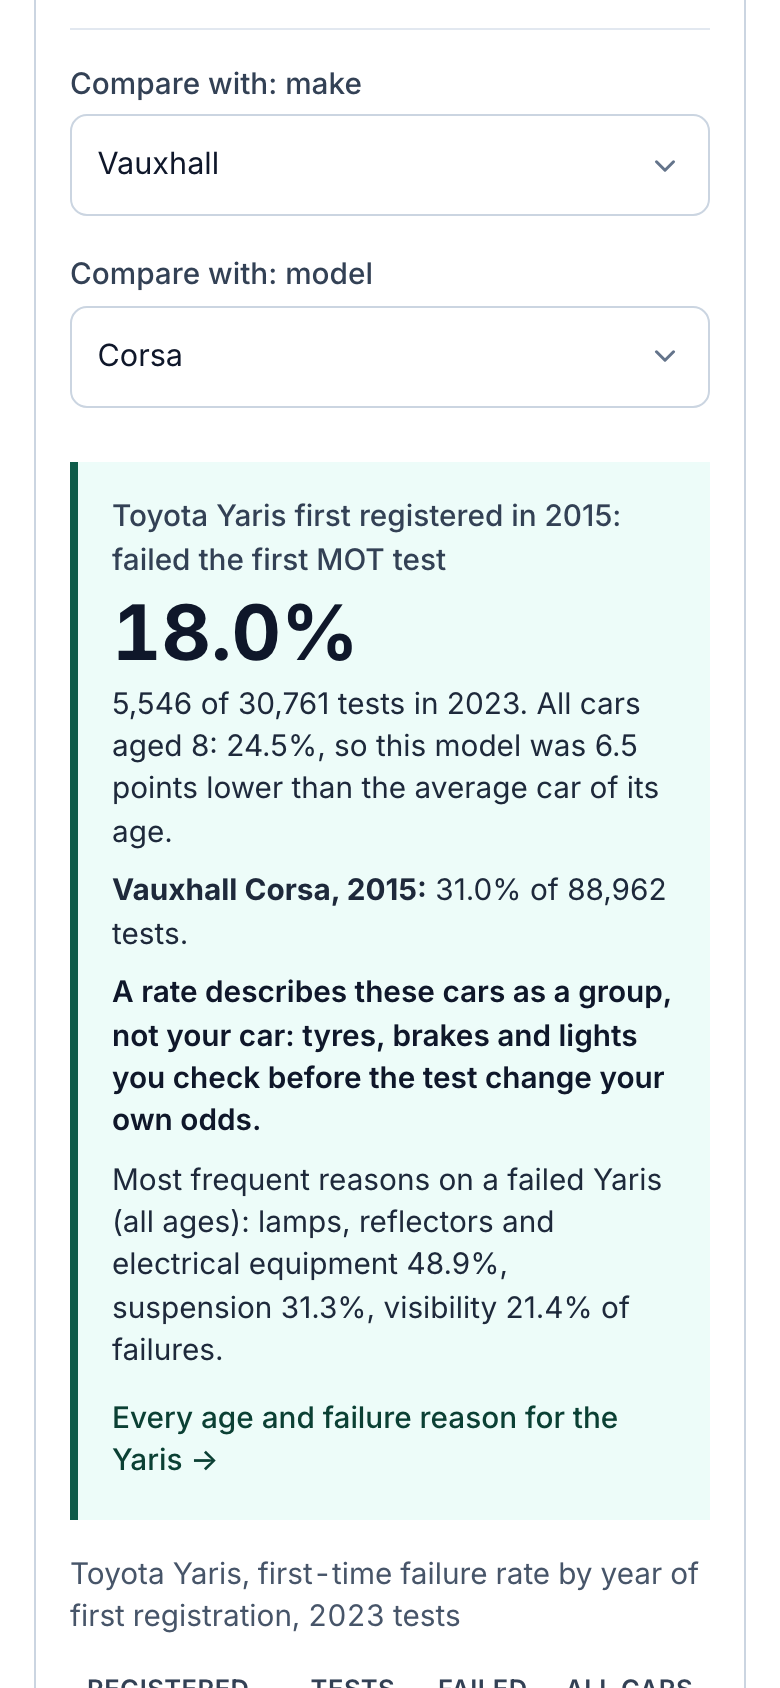 Compare with: make
Vauxhall
Compare with: model
Corsa
Toyota Yaris first registered in 2015:
failed the first MOT test
18.0%
5,546 of 30,761 tests in 2023. All cars
aged 8: 24.5%, so this model was 6.5
points lower than the average car of its
age.
Vauxhall Corsa, 2015: 31.0% of 88,962
tests.
A rate describes these cars as a group,
not your car: tyres, brakes and lights
you check before the test change your
own odds.
Most frequent reasons on a failed Yaris
(all ages): lamps, reflectors and
electrical equipment 48.9%,
suspension 31.3%, visibility 21.4% of
failures.
Every age and failure reason for the
Yaris →
Toyota Yaris, first-time failure rate by year of
first registration, 2023 tests
REGISTERED TESTS FAILED ALL CARS